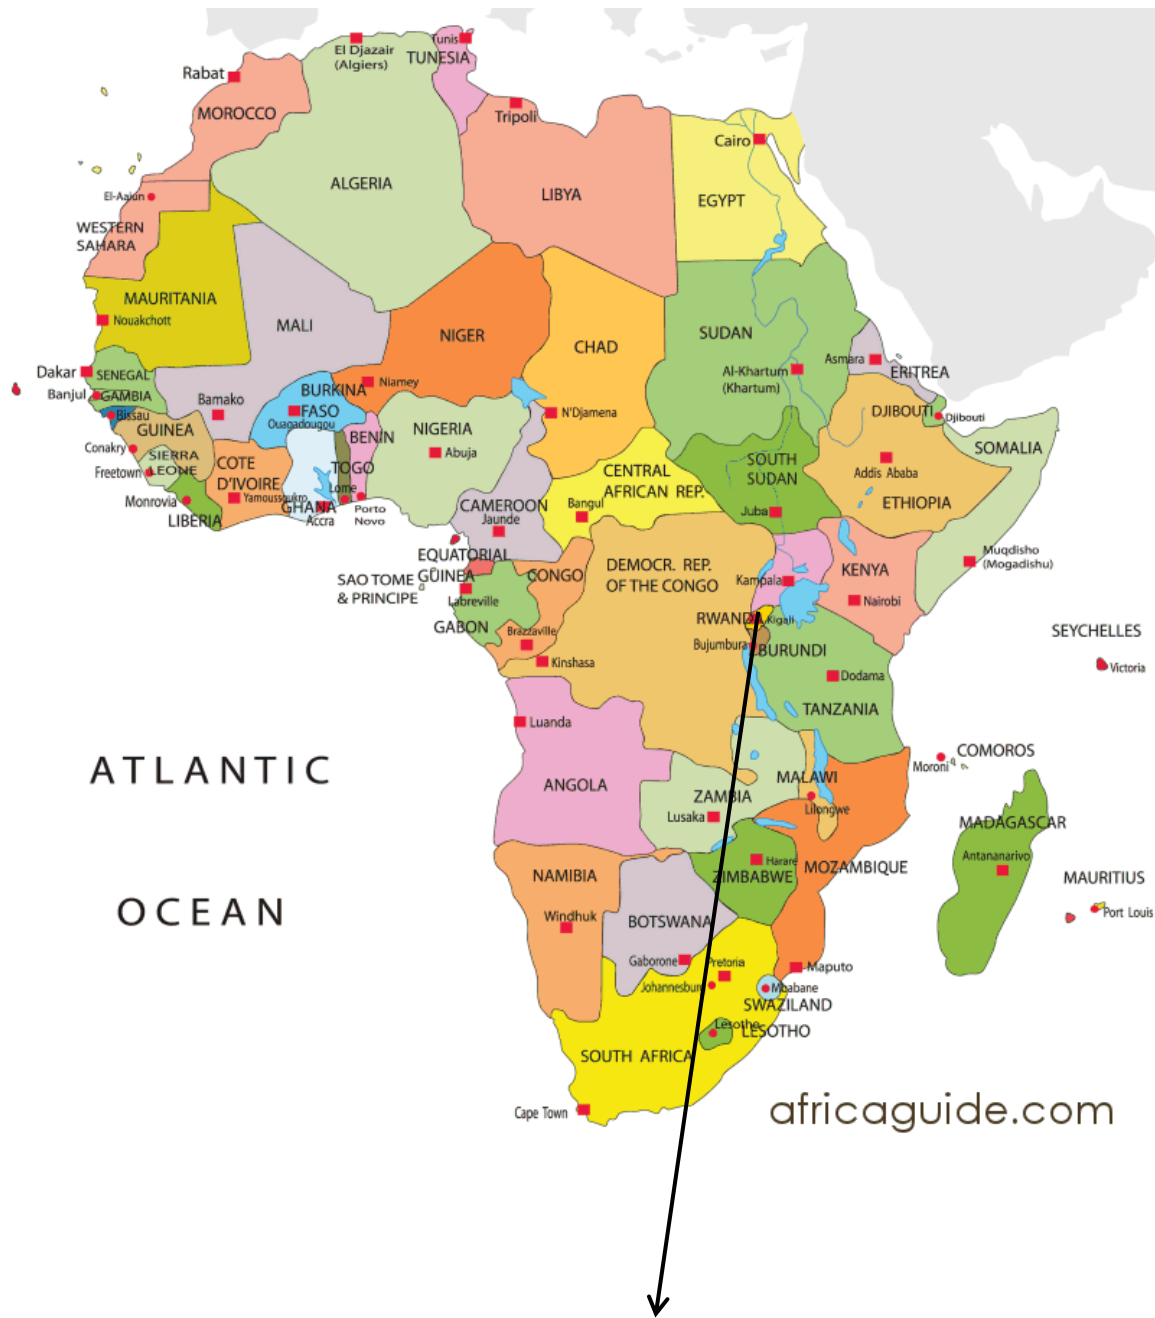 Tunis
El Djazair
(Algiers)
TUNESIA
Rabat
MOROCCO
Tripoli
Cairo
ALGERIA
LIBYA
EGYPT
El-Aaiun
WESTERN
SAHARA
MAURITANIA
Nouakchott
MALI
NIGER
CHAD
SUDAN
Al-Khartum
(Khartum)
Asmara
ERITREA
Dakar
SENEGAL
Banjul
GAMBIA
Bissau
GUINEA
Bamako
BURKINA
FASO
Ouagadougou
Niamey
N'Djamena
DJIBOUTI
Djibouti
SOMALIA
Conakry
SIERRA
LEONE
Freetown
COTE
D'IVOIRE
Yamoussoukro
BENIN
TOGO
Lome
NIGERIA
Abuja
CENTRAL
AFRICAN REP.
Bangul
SOUTH
SUDAN
Juba
Addis Ababa
ETHIOPIA
Monrovia
LIBERIA
GHANA
Accra
Porto
Novo
CAMEROON
Jaunde
EQUATORIAL
GÜINEA
SAO TOME
& PRINCIPE
Labreville
GABON
CONGO
Brazzaville
Kinshasa
DEMOCR. REP.
OF THE CONGO
Kampala
KENYA
Nairobi
Muqdisho
(Mogadishu)
RWANDA
Kigali
Bujumbura
BURUNDI
Dodama
TANZANIA
SEYCHELLES
Victoria
Luanda
ANGOLA
ZAMBIA
Lusaka
MALAWI
Lilongwe
Moroni
COMOROS
ATLANTIC
OCEAN
MADAGASCAR
Antananarivo
MAURITIUS
Port Louis
NAMIBIA
Windhuk
BOTSWANA
Gaborone
Harare
ZIMBABWE
MOZAMBIQUE
Pretoria
Johannesburg
Maputo
Mbabane
SWAZILAND
Lesotho
LESOTHO
SOUTH AFRICA
Cape Town
africaguide.com